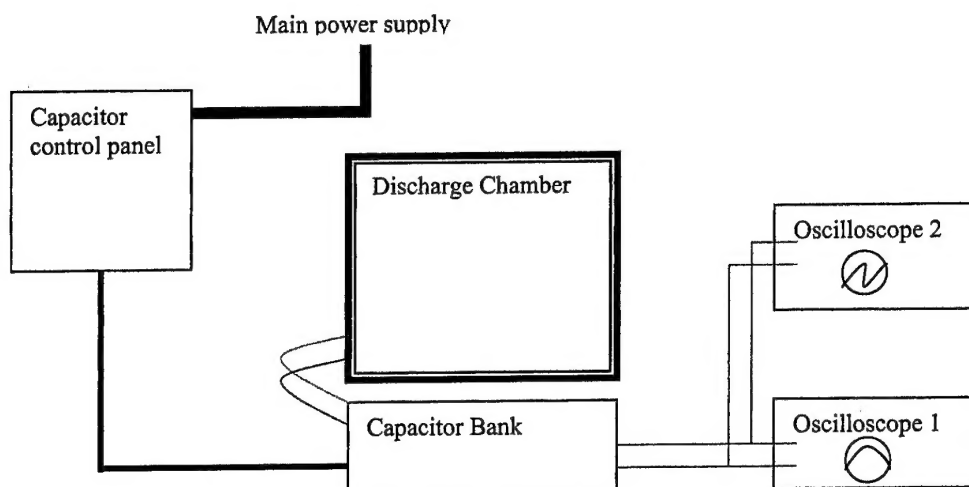 Main power supply
Capacitor
control panel
Discharge Chamber
Oscilloscope 2
Capacitor Bank
Oscilloscope 1